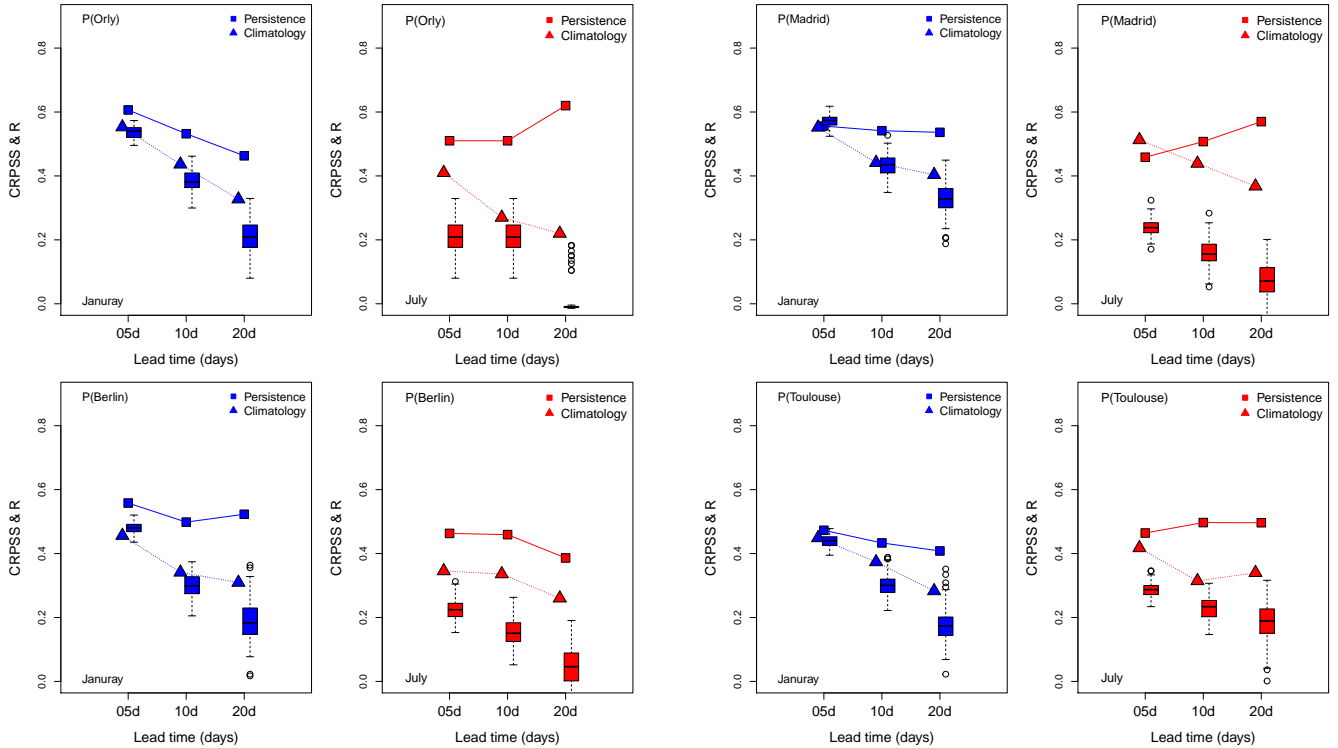 P(Orly)
Persistence
Climatology
CRPSS & R
0.8
0.6
0.4
0.2
0.0
Januray
05d 10d 20d
Lead time (days)
P(Orly)
Persistence
Climatology
CRPSS & R
0.8
0.6
0.4
0.2
0.0
July
05d 10d 20d
Lead time (days)
P(Madrid)
Persistence
Climatology
CRPSS & R
0.8
0.6
0.4
0.2
0.0
Januray
05d 10d 20d
Lead time (days)
P(Madrid)
Persistence
Climatology
CRPSS & R
0.8
0.6
0.4
0.2
0.0
July
05d 10d 20d
Lead time (days)
P(Berlin)
Persistence
Climatology
CRPSS & R
0.8
0.6
0.4
0.2
0.0
Januray
05d 10d 20d
Lead time (days)
P(Berlin)
Persistence
Climatology
CRPSS & R
0.8
0.6
0.4
0.2
0.0
July
05d 10d 20d
Lead time (days)
P(Toulouse)
Persistence
Climatology
CRPSS & R
0.8
0.6
0.4
0.2
0.0
Januray
05d 10d 20d
Lead time (days)
P(Toulouse)
Persistence
Climatology
CRPSS & R
0.8
0.6
0.4
0.2
0.0
July
05d 10d 20d
Lead time (days)